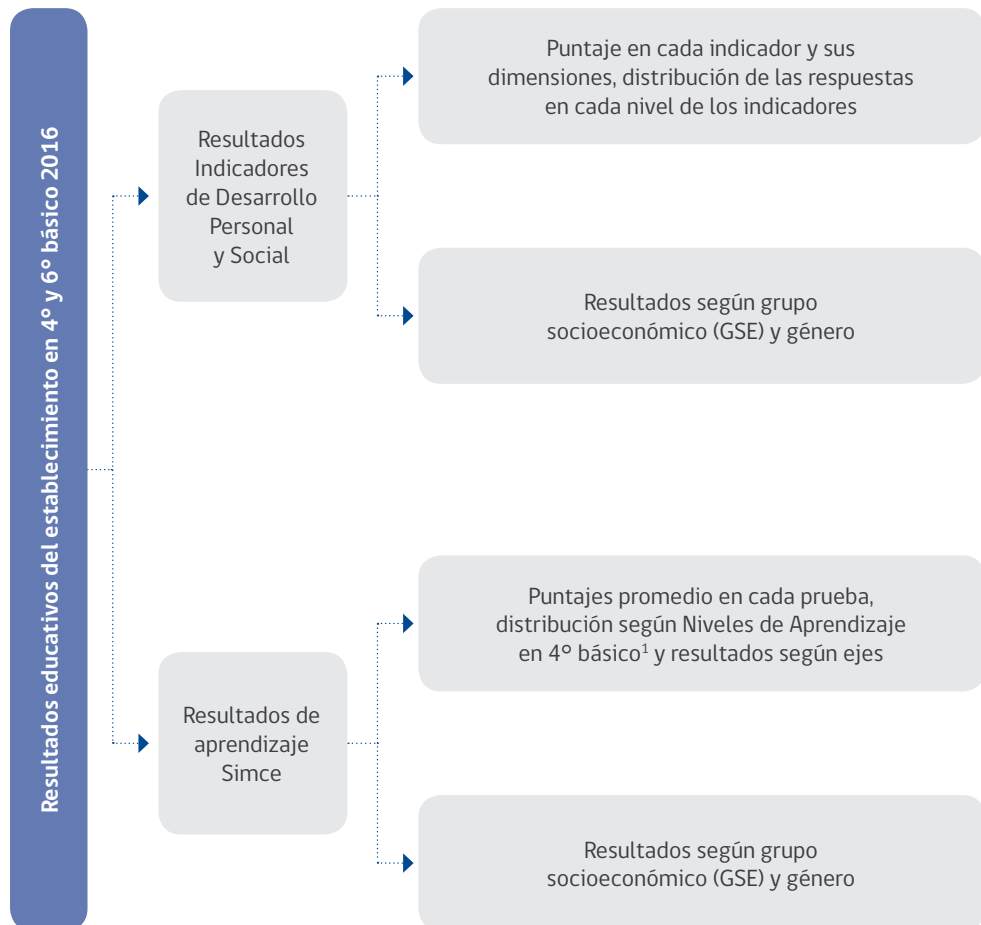 Resultados educativos del establecimiento en 4° y 6° básico 2016
Resultados
Indicadores
de Desarrollo
Personal
y Social
Puntaje en cada indicador y sus
dimensiones, distribución de las respuestas
en cada nivel de los indicadores
Resultados según grupo
socioeconómico (GSE) y género
Resultados de
aprendizaje
Simce
Puntajes promedio en cada prueba,
distribución según Niveles de Aprendizaje
en 4° básico¹ y resultados según ejes
Resultados según grupo
socioeconómico (GSE) y género